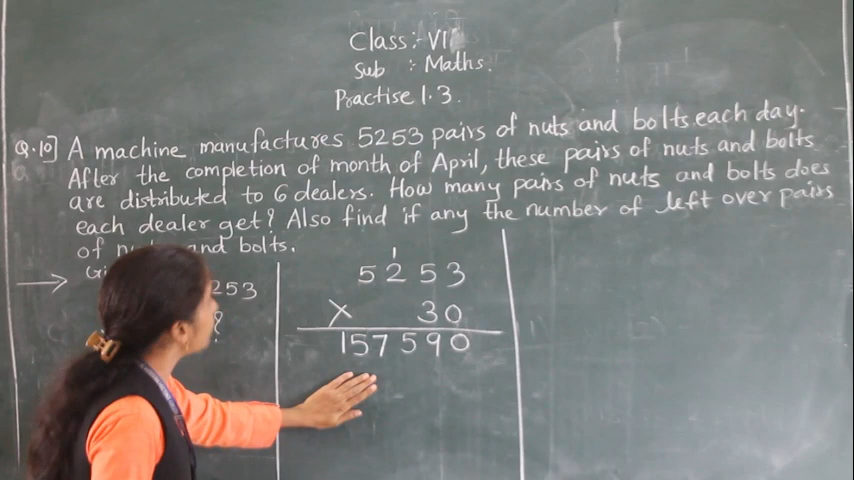 Class:- VI
Sub :- Maths.
Practise 1.3.
Q.10] A machine manufactures 5253 pairs of nuts and bolts each day.
After the completion of month of April, these pairs of nuts and bolts
are distributed to 6 dealers. How many pairs of nuts and bolts does
each dealer get? Also find if any the number of left over pairs
of and bolts.
→ 253
?
1
5253
× 30
157590